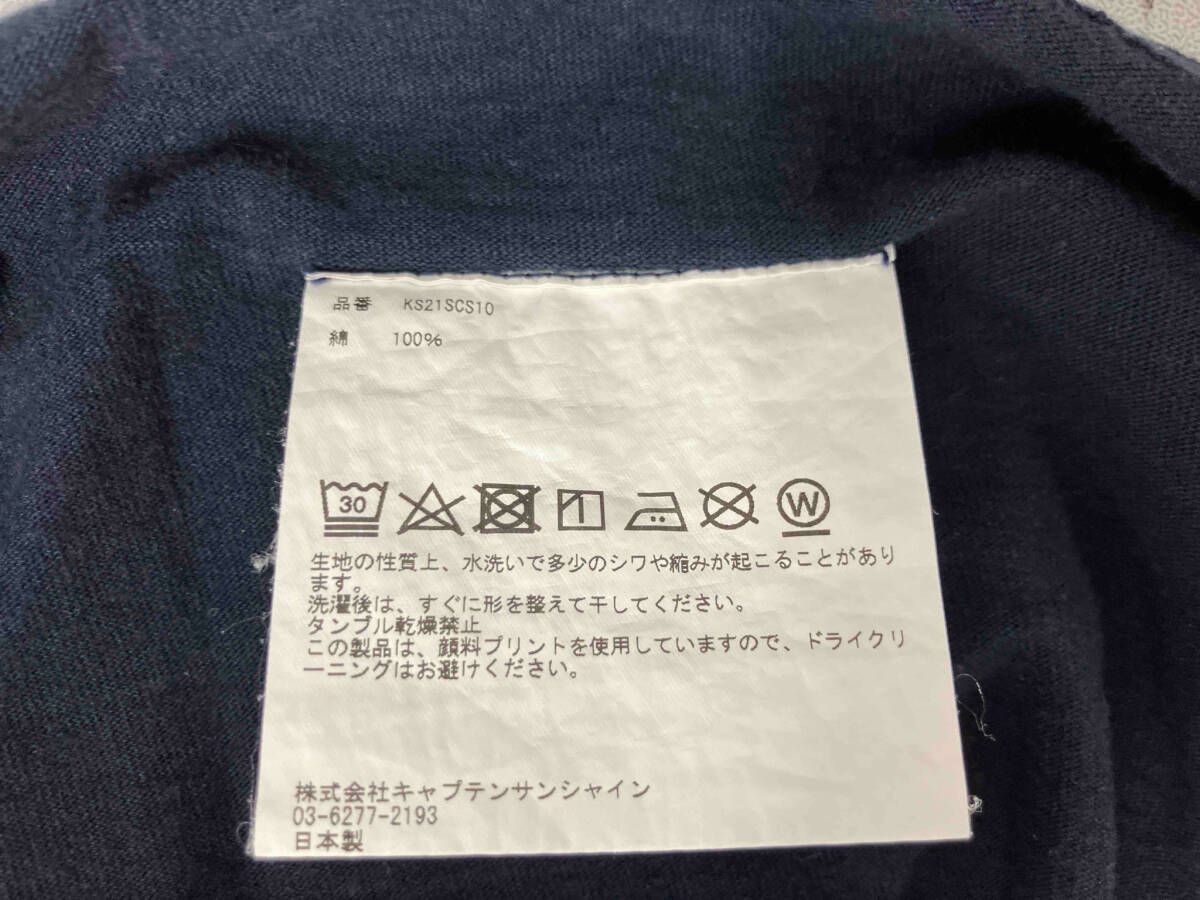 品番 KS21SCS10
綿 100%
30 W
生地の性質上、水洗いで多少のシワや縮みが起こることがあり
ます。
洗濯後は、すぐに形を整えて干してください。
タンブル乾燥禁止
この製品は、顔料プリントを使用していますので、ドライクリ
ーニングはお避けください。
株式会社キャプテンサンシャイン
03-6277-2193
日本製